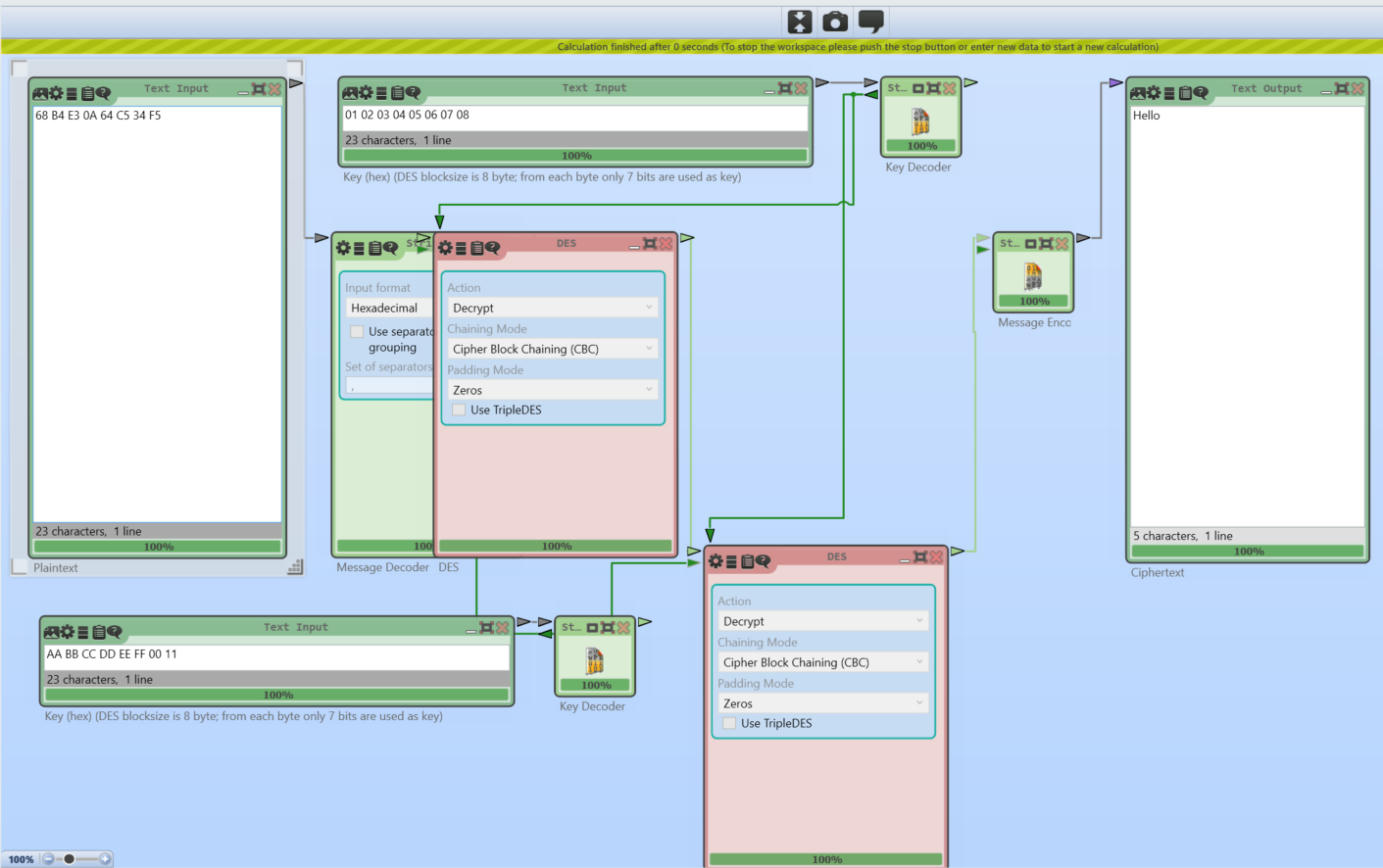 Calculation finished after 0 seconds (To stop the workspace please push the stop button or enter new data to start a new calculation)
Text Input
68 B4 E3 0A 64 C5 34 F5
23 characters, 1 line
100%
Plaintext
Text Input
01 02 03 04 05 06 07 08
23 characters, 1 line
100%
Key (hex) (DES blocksize is 8 byte; from each byte only 7 bits are used as key)
St...
100%
Key Decoder
Text Output
Hello
5 characters, 1 line
100%
Ciphertext
Stri
Input format
Hexadecimal
Use separato
grouping
Set of separators
,
100
Message Decoder
DES
Action
Decrypt
Chaining Mode
Cipher Block Chaining (CBC)
Padding Mode
Zeros
Use TripleDES
100%
DES
St...
100%
Message Encc
Text Input
AA BB CC DD EE FF 00 11
23 characters, 1 line
100%
Key (hex) (DES blocksize is 8 byte; from each byte only 7 bits are used as key)
St...
100%
Key Decoder
DES
Action
Decrypt
Chaining Mode
Cipher Block Chaining (CBC)
Padding Mode
Zeros
Use TripleDES
100%
100%